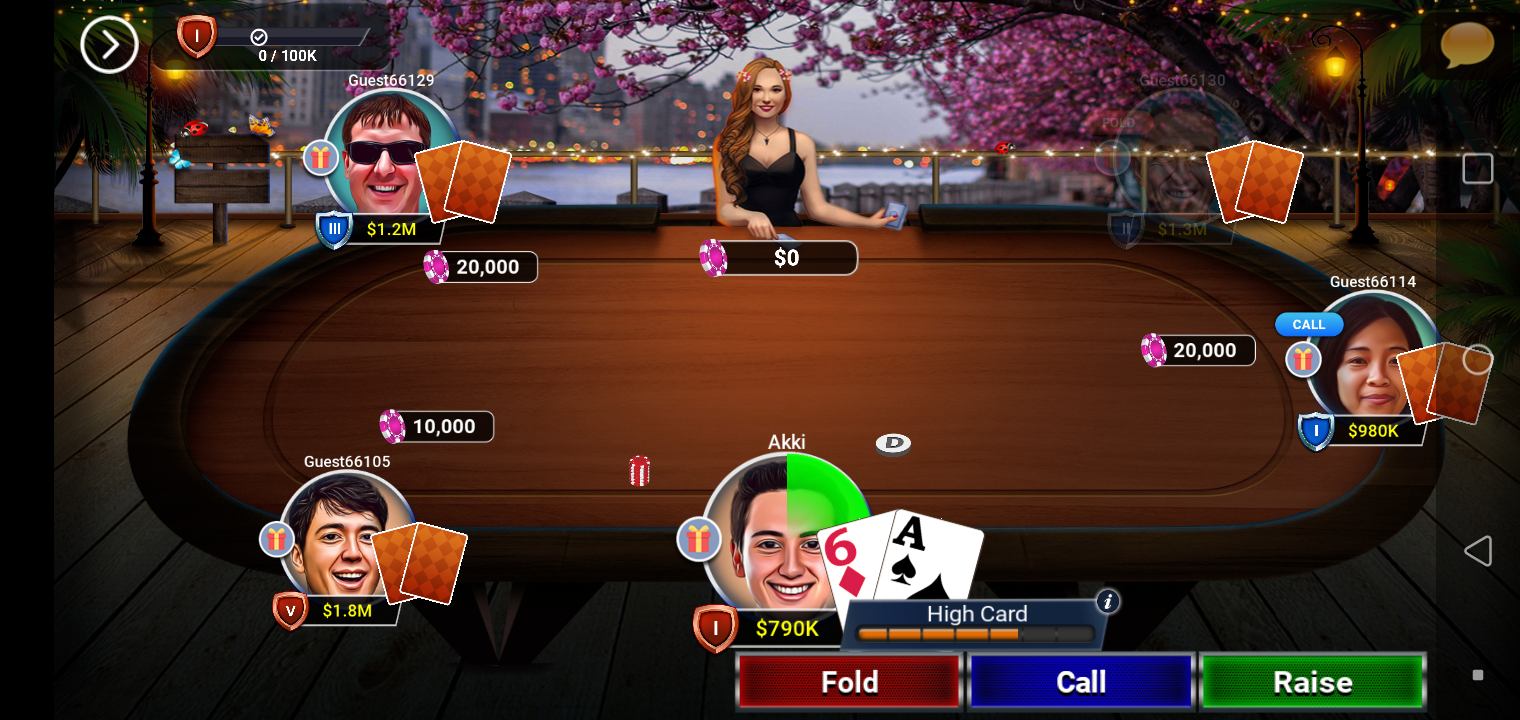 I
0 / 100K
Guest66129
III
$1.2M
20,000
$0
Guest66130
FOLD
II
$1.3M
Guest66114
CALL
20,000
I
$980K
10,000
Guest66105
V
$1.8M
Akki
D
6
A
I
$790K
High Card
i
Fold
Call
Raise